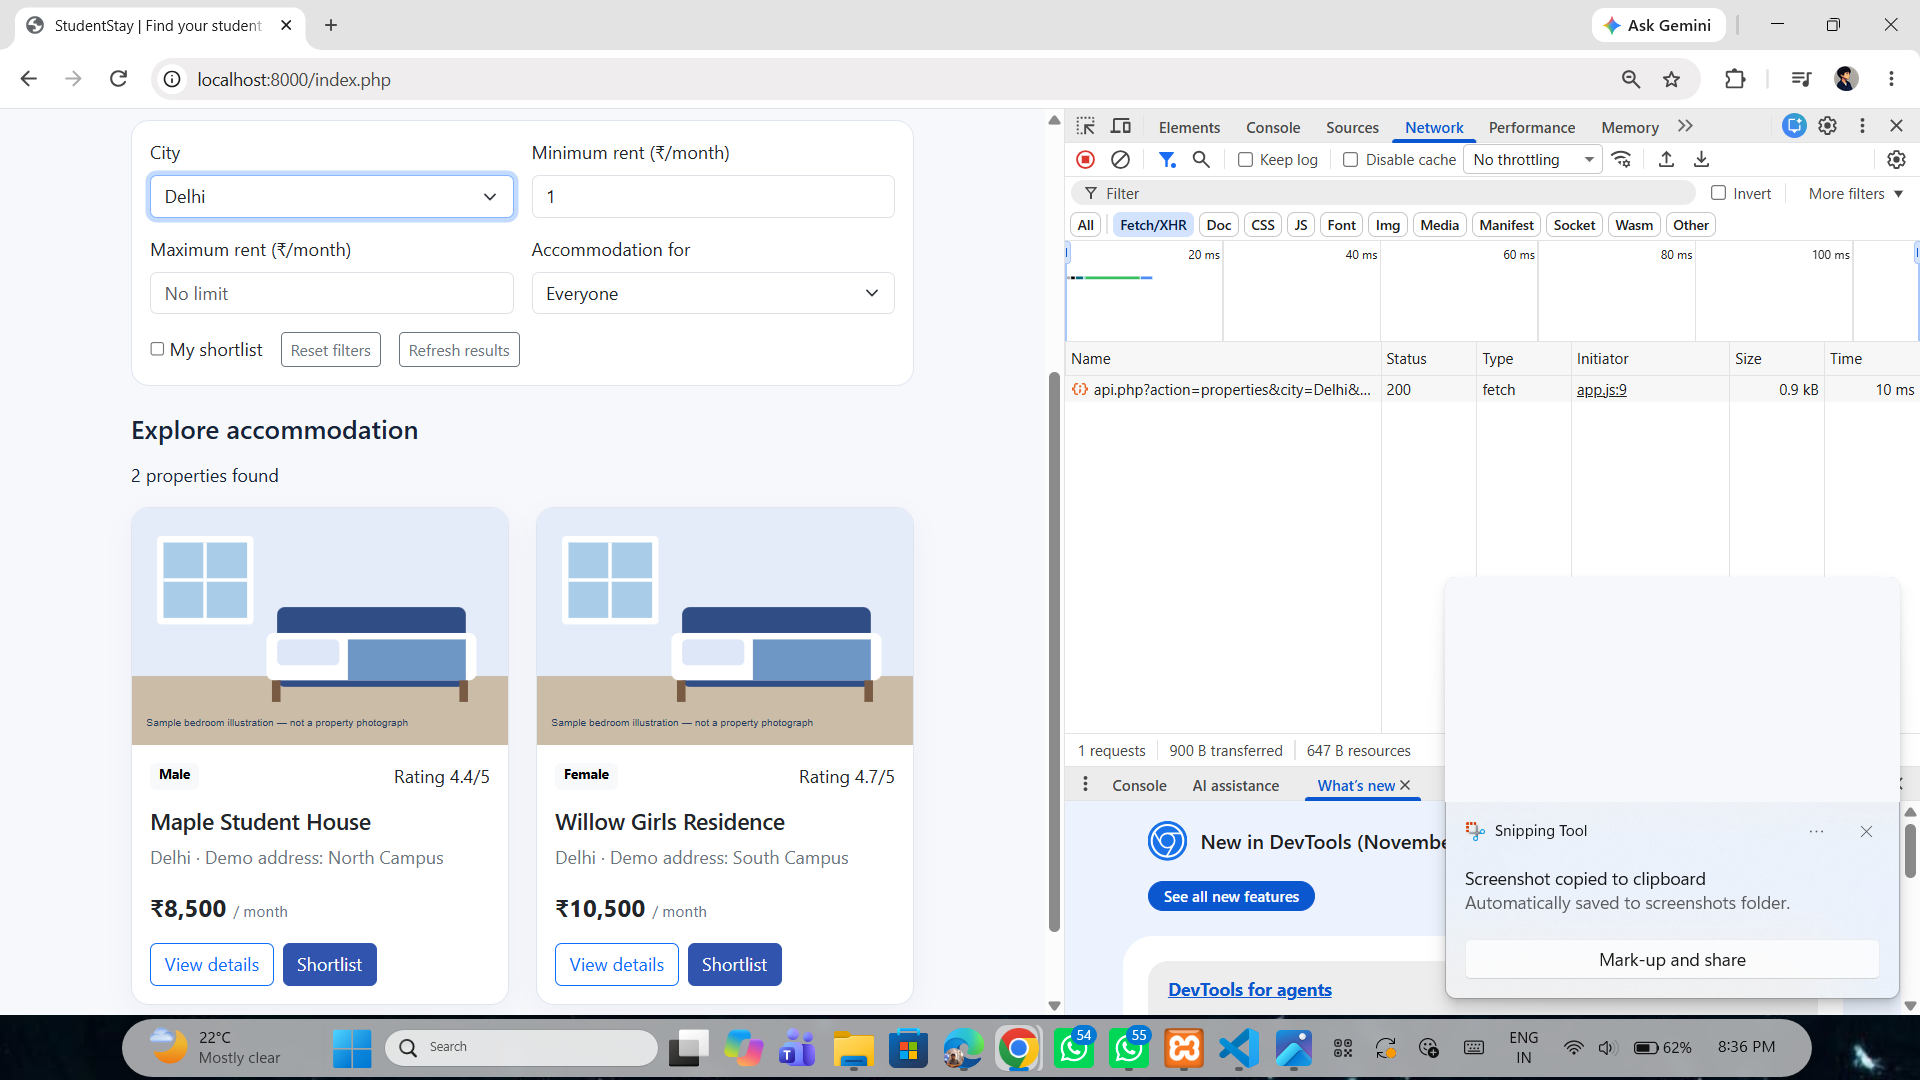 StudentStay | Find your student
Ask Gemini
localhost:8000/index.php
City
Minimum rent (₹/month)
Delhi
1
Maximum rent (₹/month)
Accommodation for
No limit
Everyone
My shortlist
Reset filters
Refresh results
Explore accommodation
2 properties found
Sample bedroom illustration — not a property photograph
Sample bedroom illustration — not a property photograph
Male
Rating 4.4/5
Female
Rating 4.7/5
Maple Student House
Willow Girls Residence
Delhi · Demo address: North Campus
Delhi · Demo address: South Campus
₹8,500 / month
₹10,500 / month
View details
Shortlist
View details
Shortlist
Elements
Console
Sources
Network
Performance
Memory
Keep log
Disable cache
No throttling
Filter
Invert
More filters
All
Fetch/XHR
Doc
CSS
JS
Font
Img
Media
Manifest
Socket
Wasm
Other
20 ms
40 ms
60 ms
80 ms
100 ms
Name
Status
Type
Initiator
Size
Time
api.php?action=properties&city=Delhi&...
200
fetch
app.js:9
0.9 kB
10 ms
1 requests
900 B transferred
647 B resources
Console
AI assistance
What's new
New in DevTools (Novembe
See all new features
DevTools for agents
Snipping Tool
Screenshot copied to clipboard
Automatically saved to screenshots folder.
Mark-up and share
22°C
Mostly clear
Search
54
55
ENG
IN
62%
8:36 PM